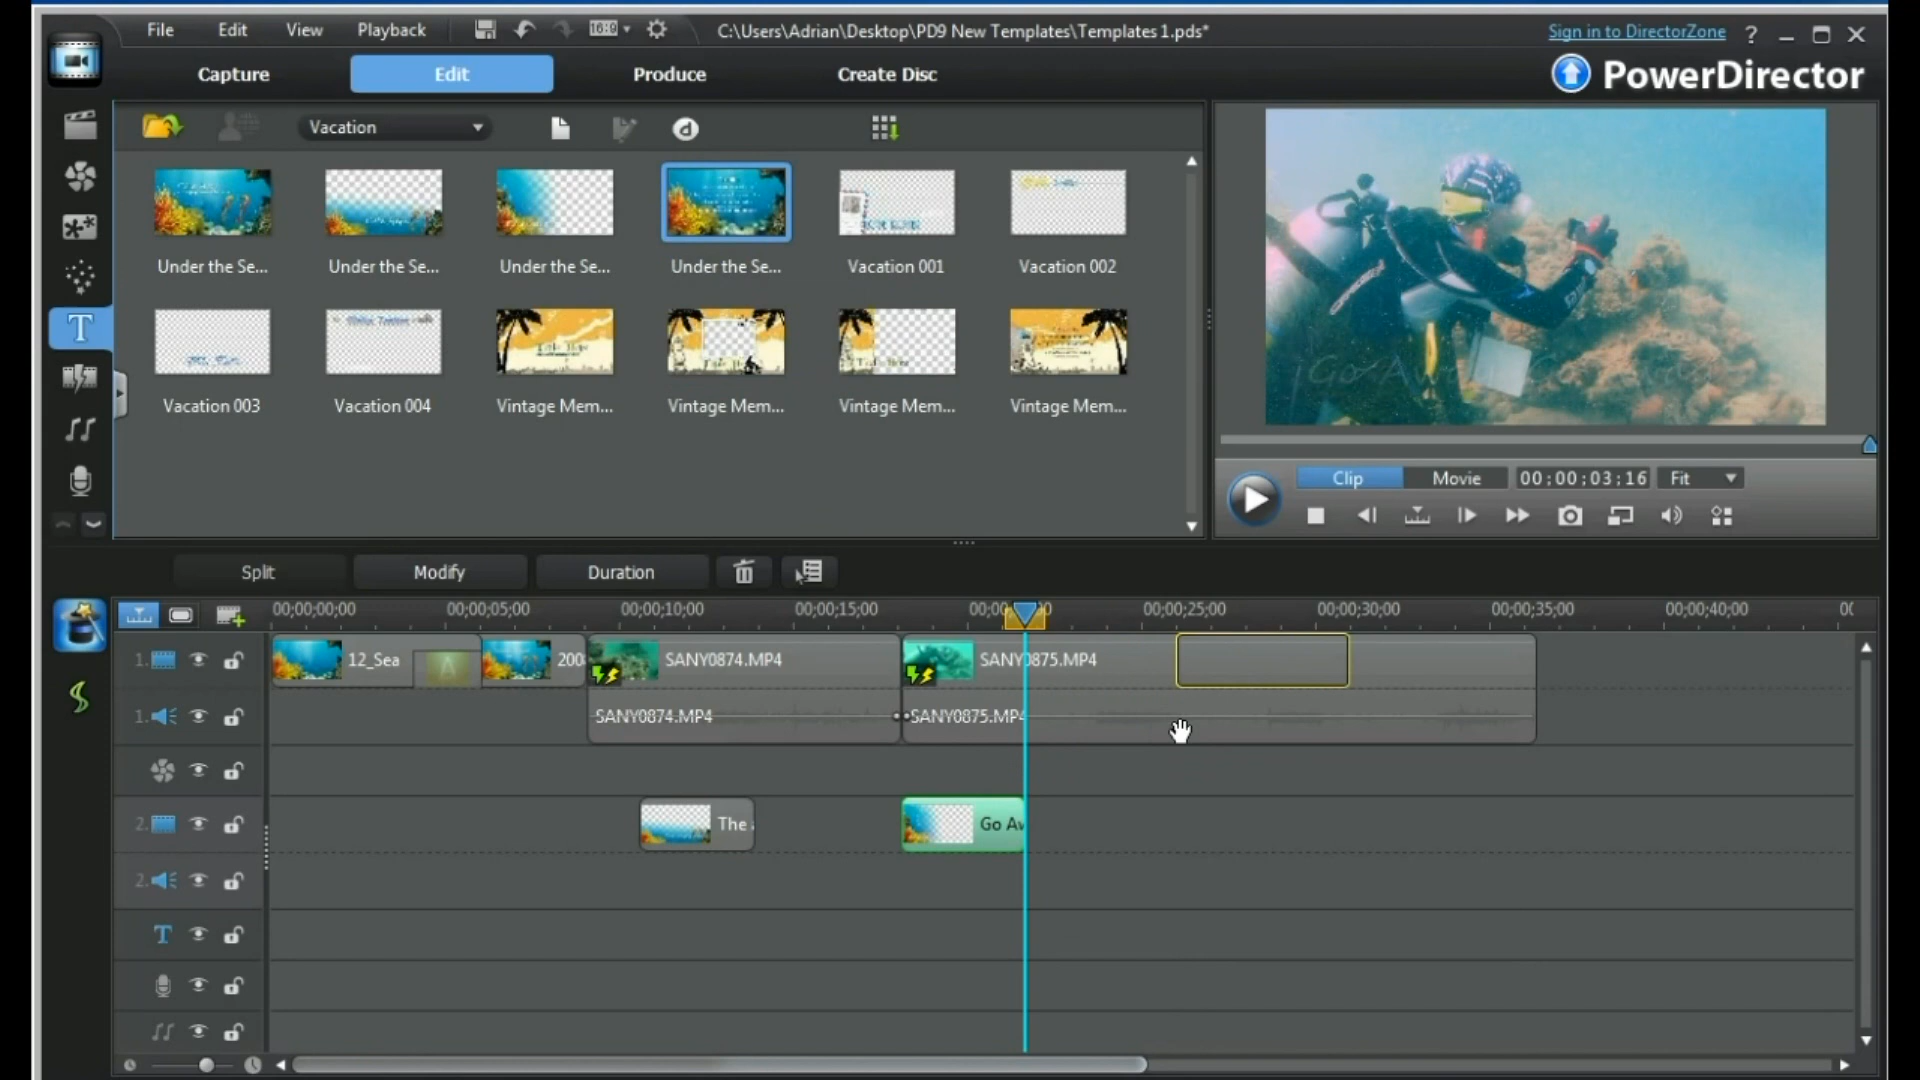 File Edit View Playback 16:9 C:\Users\Adrian\Desktop\PD9 New Templates\Templates 1.pds* Sign in to DirectorZone ?
Capture Edit Produce Create Disc PowerDirector
Vacation d
Under the Se... Under the Se... Under the Se... Under the Se... Vacation 001 Vacation 002
Vacation 003 Vacation 004 Vintage Mem... Vintage Mem... Vintage Mem... Vintage Mem...
Go A
Clip Movie 00;00;03;16 Fit
Split Modify Duration
00;00;00;00 00;00;05;00 00;00;10;00 00;00;15;00 00;00;25;00 00;00;30;00 00;00;35;00 00;00;40;00
1. 12_Sea A 200 SANY0874.MP4 SANY0875.MP4
1. SANY0874.MP4 SANY0875.MP4
2. The Go Aw
2.
T